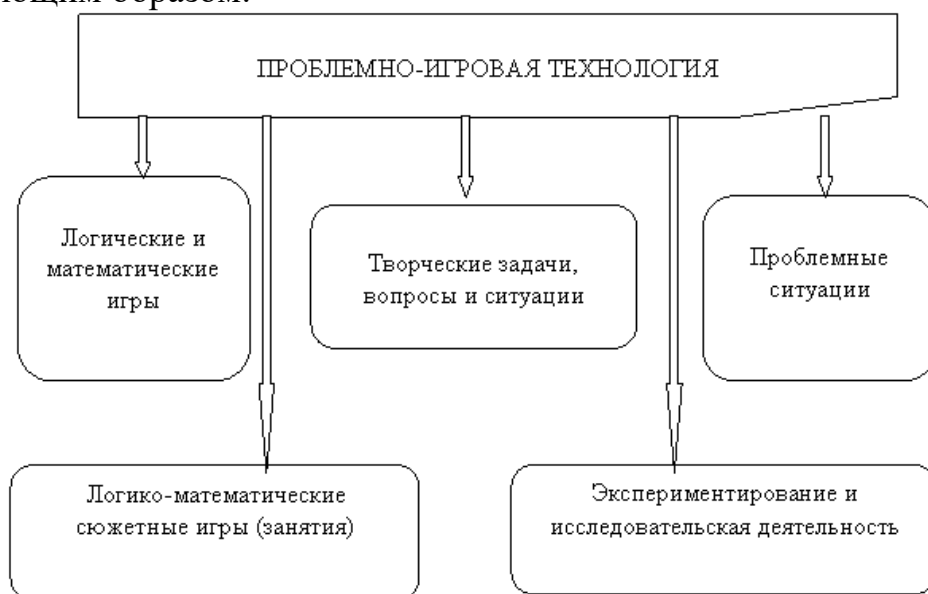 образом.
ПРОБЛЕМНО-ИГРОВАЯ ТЕХНОЛОГИЯ
Логические и
математические
игры
Творческие задачи,
вопросы и ситуации
Проблемные
ситуации
Логико-математические
сюжетные игры (занятия)
Экспериментирование и
исследовательская деятельность